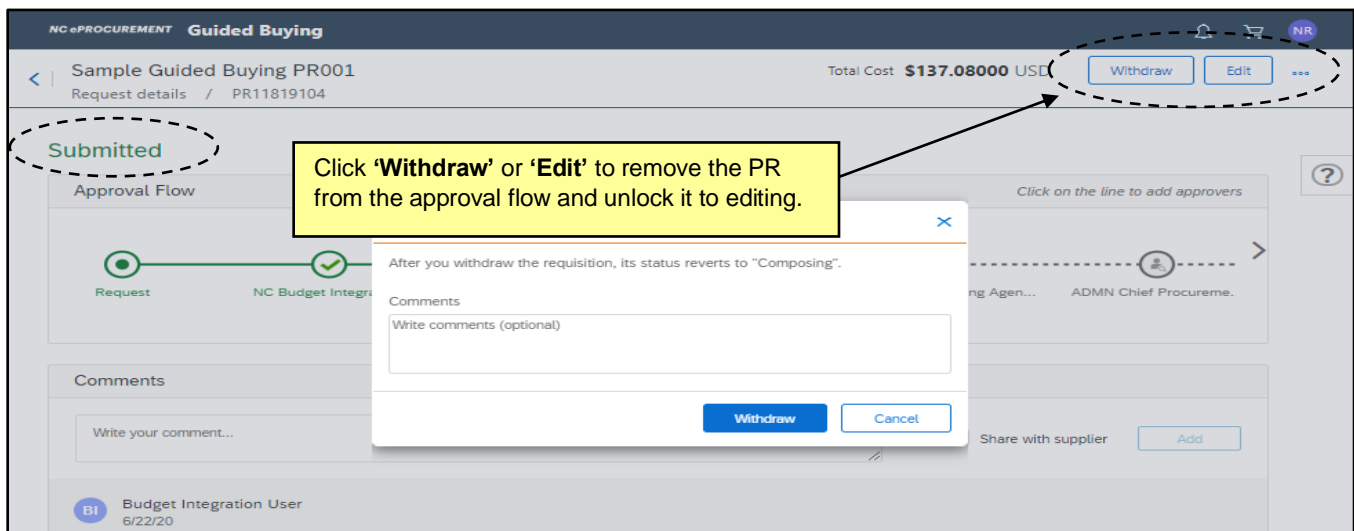 NC ePROCUREMENT Guided Buying
NR
Sample Guided Buying PR001
Total Cost $137.08000 USD
Withdraw
Edit
Request details / PR11819104
Submitted
Click ‘Withdraw’ or ‘Edit’ to remove the PR
from the approval flow and unlock it to editing.
Approval Flow
Click on the line to add approvers
?
After you withdraw the requisition, its status reverts to "Composing".
Request
NC Budget Integra
ng Agen...
ADMN Chief Procureme.
Comments
Write comments (optional)
Comments
Withdraw
Cancel
Write your comment...
Share with supplier
Add
BI
Budget Integration User
6/22/20